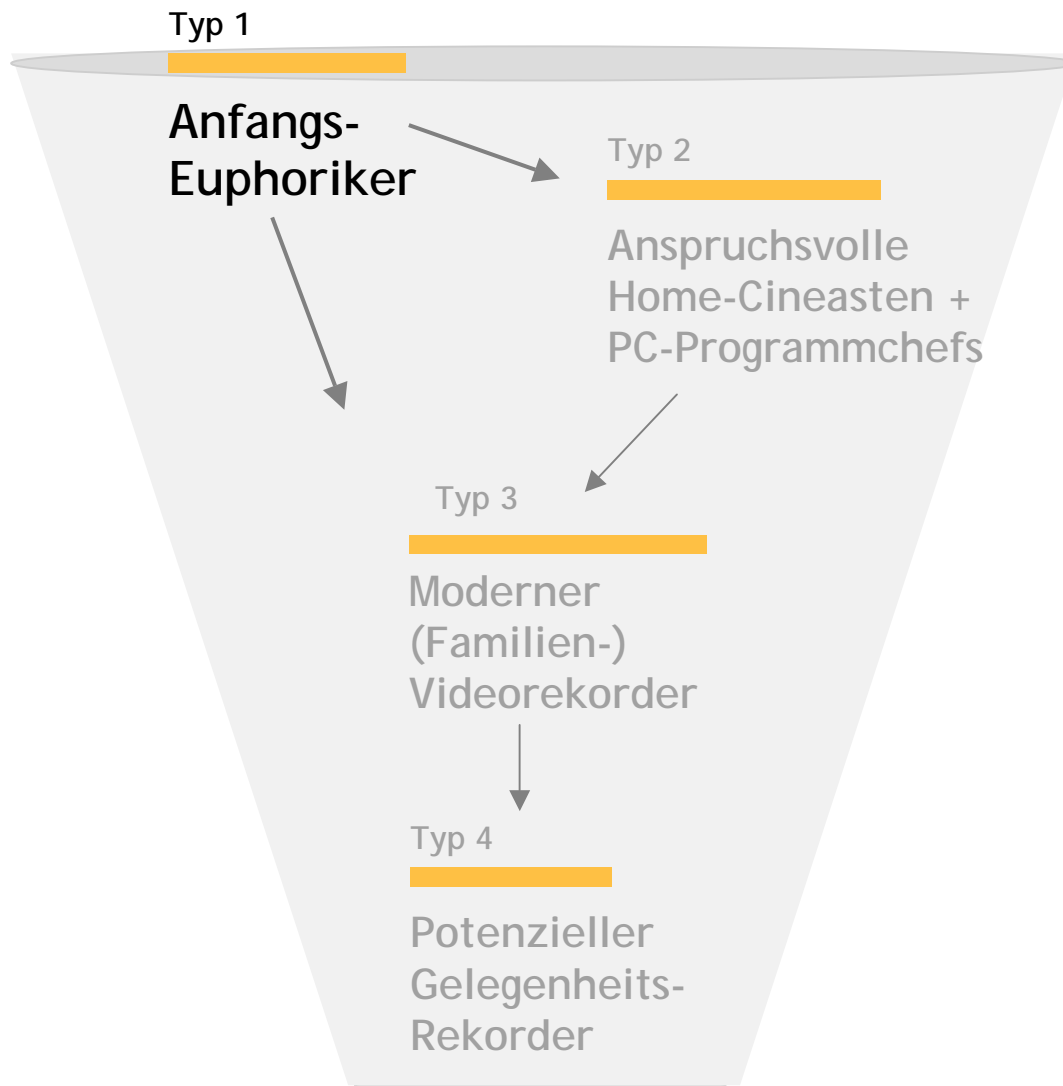 Typ 1
Anfangs-
Euphoriker
Typ 2
Anspruchsvolle
Home-Cineasten +
PC-Programmchefs
Typ 3
Moderner
(Familien-)
Videorekorder
Typ 4
Potenzieller
Gelegenheits-
Rekorder